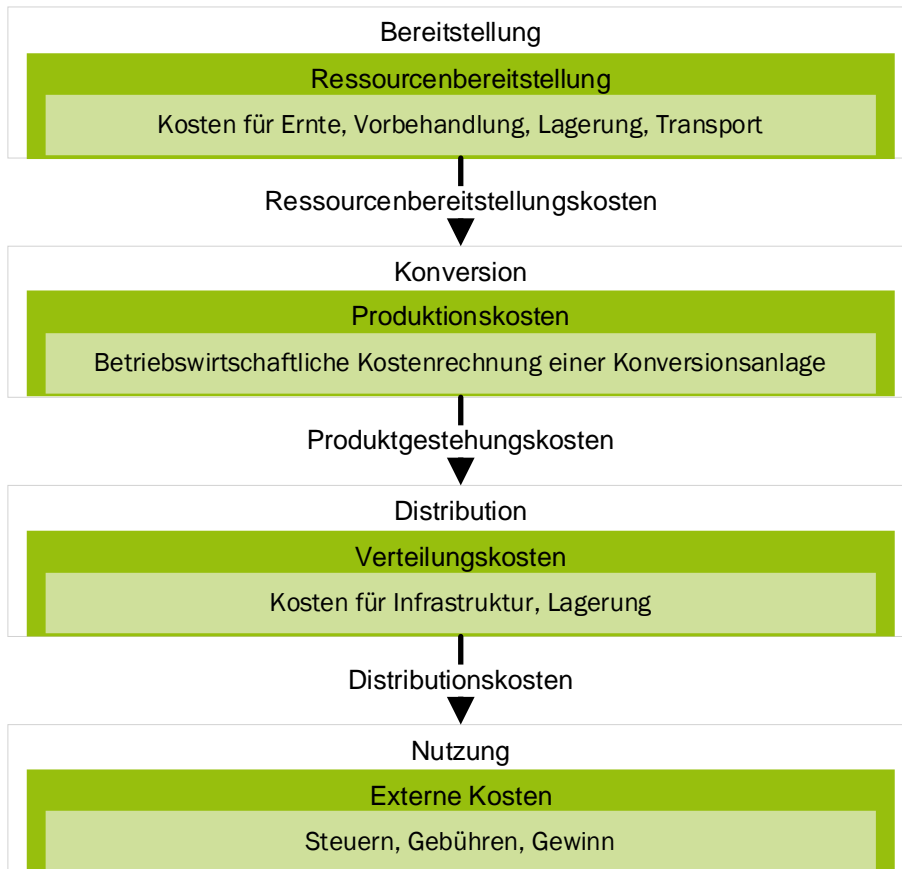 Bereitstellung
Ressourcenbereitstellung
Kosten für Ernte, Vorbehandlung, Lagerung, Transport
Ressourcenbereitstellungskosten
Konversion
Produktionskosten
Betriebswirtschaftliche Kostenrechnung einer Konversionsanlage
Produktgestehungskosten
Distribution
Verteilungskosten
Kosten für Infrastruktur, Lagerung
Distributionskosten
Nutzung
Externe Kosten
Steuern, Gebühren, Gewinn